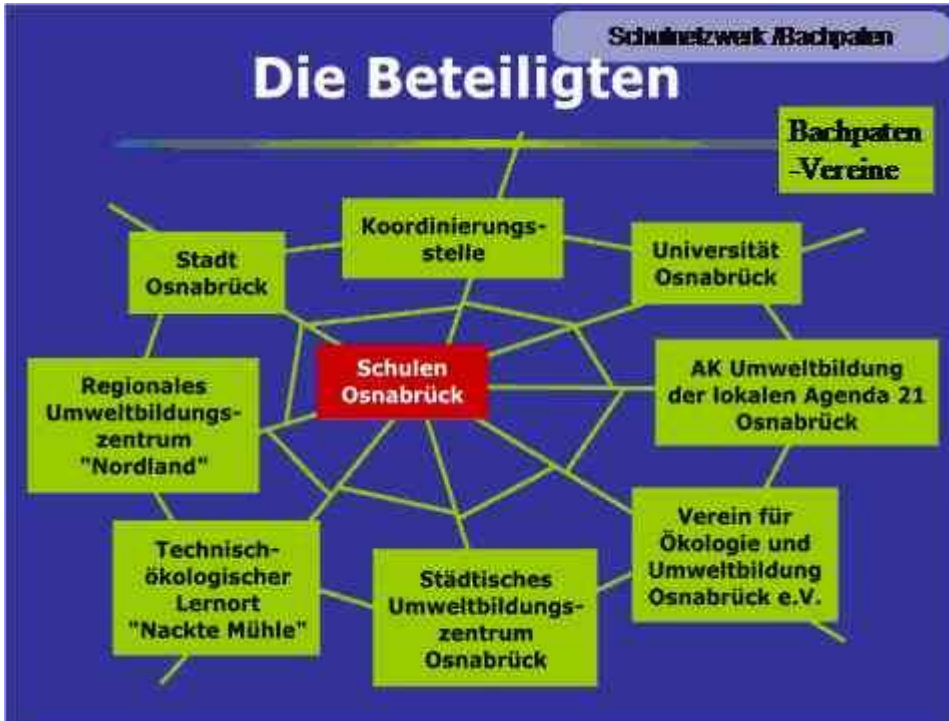 Schulnetzwerk /Bachpaten
Die Beteiligten
Bachpaten
-Vereine
Koordinierungs-
stelle
Stadt
Osnabrück
Universität
Osnabrück
Schulen
Osnabrück
Regionales
Umweltbildungs-
zentrum
"Nordland"
AK Umweltbildung
der lokalen Agenda 21
Osnabrück
Technisch-
ökologischer
Lernort
"Nackte Mühle"
Städtisches
Umweltbildungs-
zentrum
Osnabrück
Verein für
Ökologie und
Umweltbildung
Osnabrück e.V.